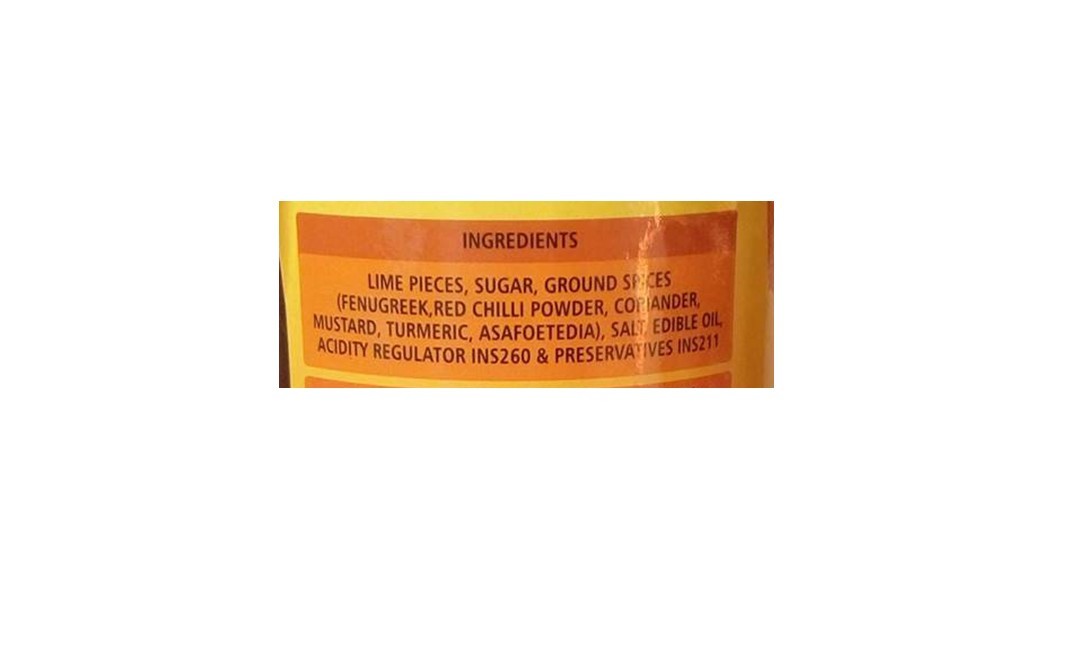 INGREDIENTS
LIME PIECES, SUGAR, GROUND SPICES
(FENUGREEK,RED CHILLI POWDER, CORIANDER,
MUSTARD, TURMERIC, ASAFOETEDIA), SALT, EDIBLE OIL,
ACIDITY REGULATOR INS260 & PRESERVATIVES INS211